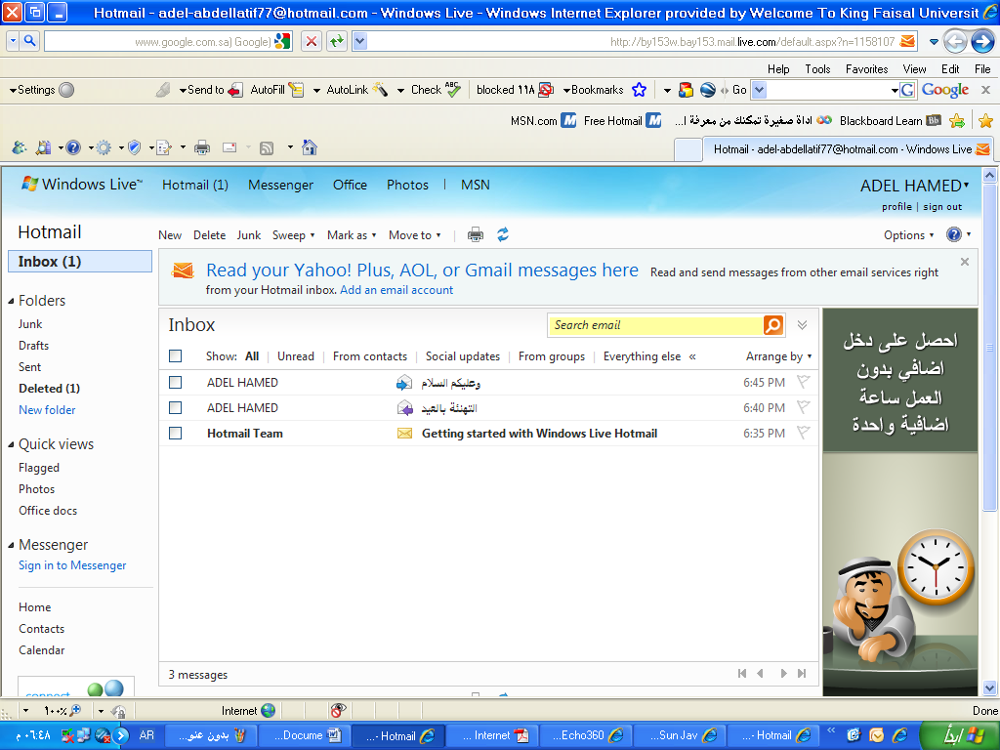 Hotmail - adel-abdellatif77@hotmail.com - Windows Live - Windows Internet Explorer provided by Welcome To King Faisal Universit
www.google.com.sa) Google)
http://by153w.bay153.mail.live.com/default.aspx?n=1158107
Help Tools Favorites View Edit File
Settings Send to AutoFill AutoLink Check ١١٨ blocked Bookmarks Go Google
MSN.com Free Hotmail اداة صغيرة تمكنك من معرفة ا... Blackboard Learn
Hotmail - adel-abdellatif77@hotmail.com - Windows Live
Windows Live™ Hotmail (1) Messenger Office Photos | MSN
ADEL HAMED
profile | sign out
Hotmail
New Delete Junk Sweep Mark as Move to
Options
Inbox (1)
Folders
Junk
Drafts
Sent
Deleted (1)
New folder
Quick views
Flagged
Photos
Office docs
Messenger
Sign in to Messenger
Home
Contacts
Calendar
connect
Read your Yahoo! Plus, AOL, or Gmail messages here Read and send messages from other email services right
from your Hotmail inbox. Add an email account
Inbox
Search email
Show: All | Unread | From contacts | Social updates | From groups | Everything else «
Arrange by
ADEL HAMED وعليكم السلام 6:45 PM
ADEL HAMED التهنئة بالعيد 6:40 PM
Hotmail Team Getting started with Windows Live Hotmail 6:35 PM
3 messages
احصل على دخل
اضافي بدون
العمل ساعة
اضافية واحدة
١٠٠% Internet Done
٠٦:٤٨ م AR بدون عنو... ...Docume ...- Hotmail ...Internet ...Echo360 ...Sun Jav ...- Hotmail ابدأ